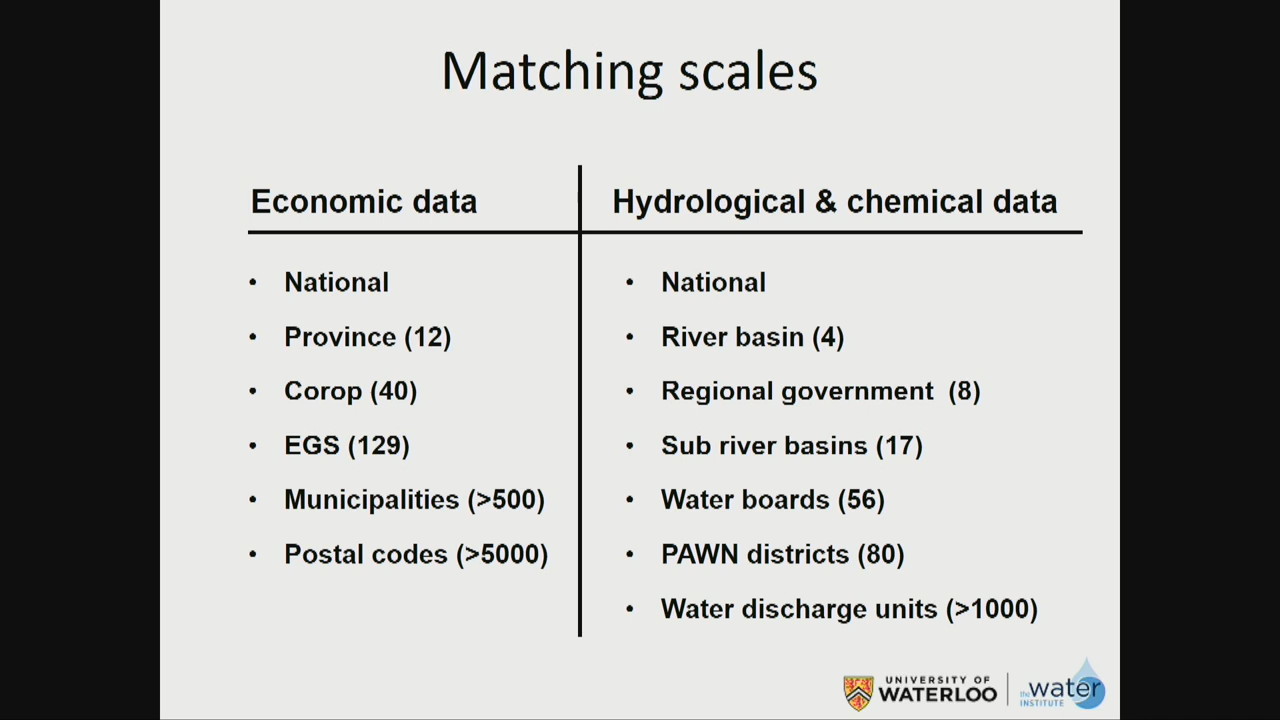 Matching scales
Economic data
Hydrological & chemical data
• National
• Province (12)
• Corop (40)
• EGS (129)
• Municipalities (>500)
• Postal codes (>5000)
• National
• River basin (4)
• Regional government (8)
• Sub river basins (17)
• Water boards (56)
• PAWN districts (80)
• Water discharge units (>1000)
UNIVERSITY OF
WATERLOO
the water
INSTITUTE